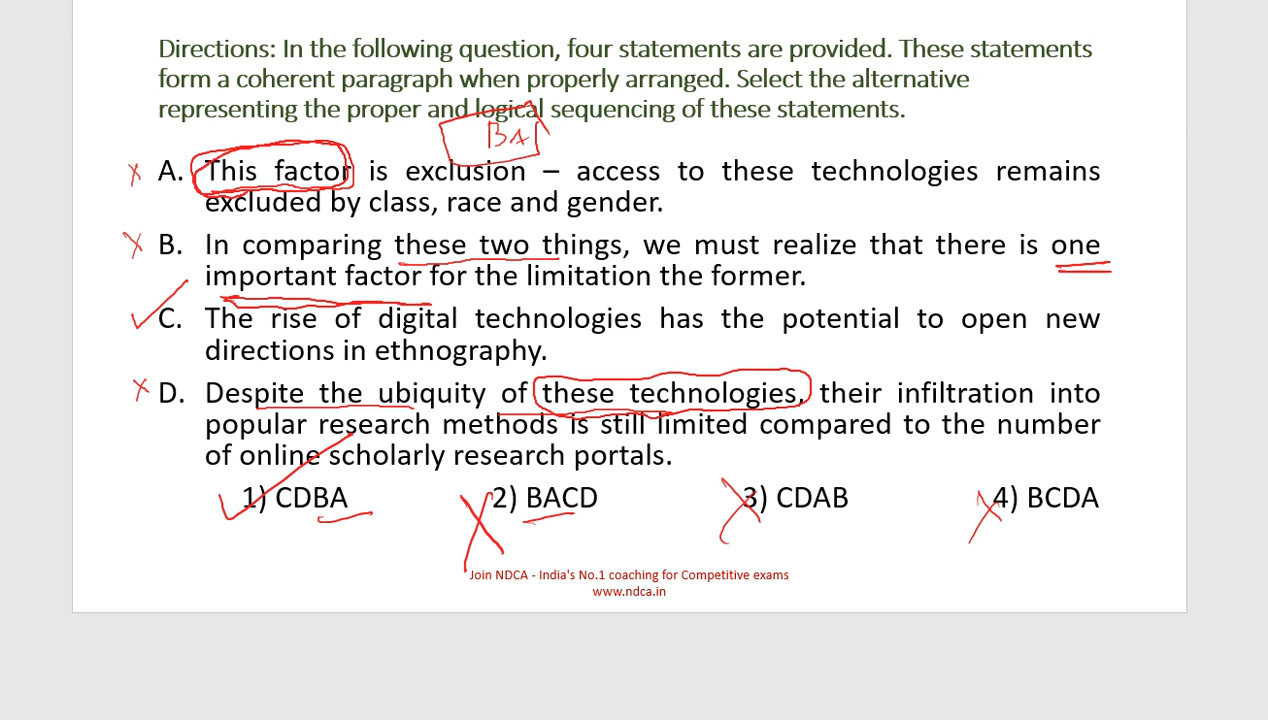 Directions: In the following question, four statements are provided. These statements
form a coherent paragraph when properly arranged. Select the alternative
representing the proper and logical sequencing of these statements.
BA
A. This factor is exclusion – access to these technologies remains
excluded by class, race and gender.
B. In comparing these two things, we must realize that there is one
important factor for the limitation the former.
C. The rise of digital technologies has the potential to open new
directions in ethnography.
D. Despite the ubiquity of these technologies, their infiltration into
popular research methods is still limited compared to the number
of online scholarly research portals.
1) CDBA 2) BACD 3) CDAB 4) BCDA
Join NDCA - India's No.1 coaching for Competitive exams
www.ndca.in